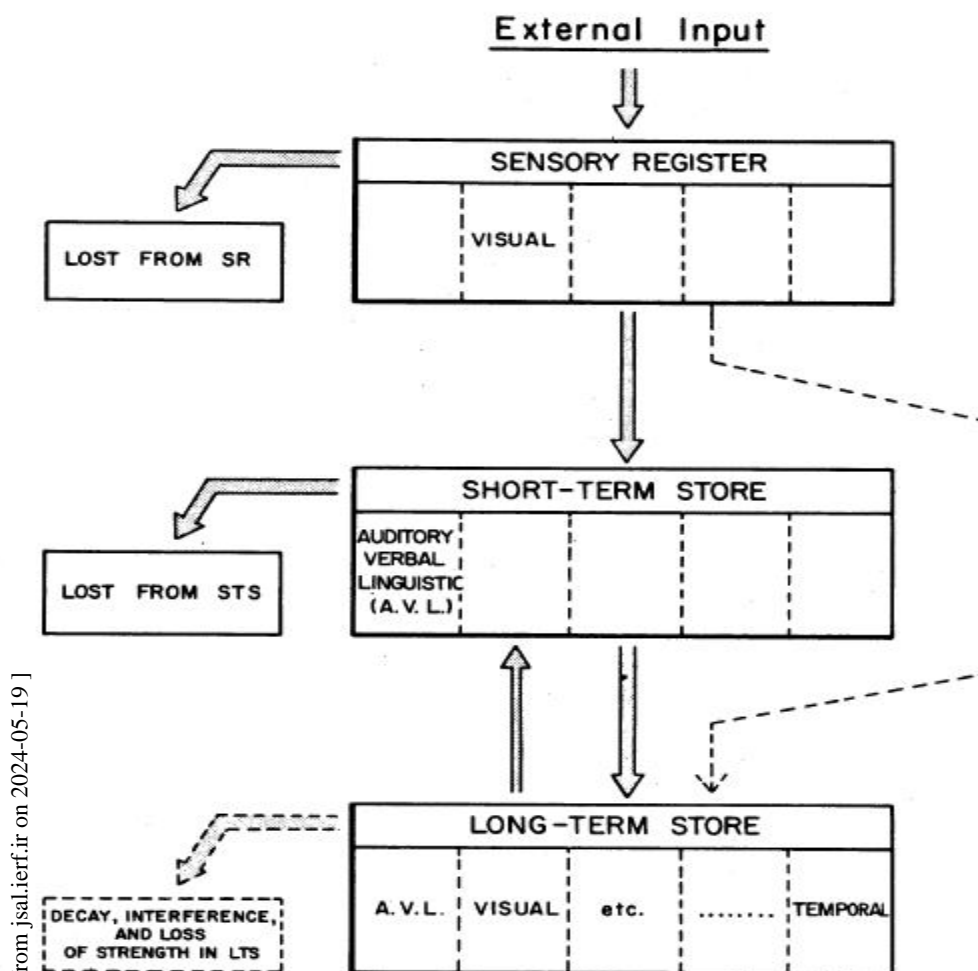 External Input
SENSORY REGISTER
VISUAL
LOST FROM SR
SHORT-TERM STORE
AUDITORY
VERBAL
LINGUISTIC
(A. V. L.)
LOST FROM STS
LONG-TERM STORE
A. V. L.
VISUAL
etc.
........
TEMPORAL
DECAY, INTERFERENCE,
AND LOSS
OF STRENGTH IN LTS
rom jsal.ierf.ir on 2024-05-19 ]